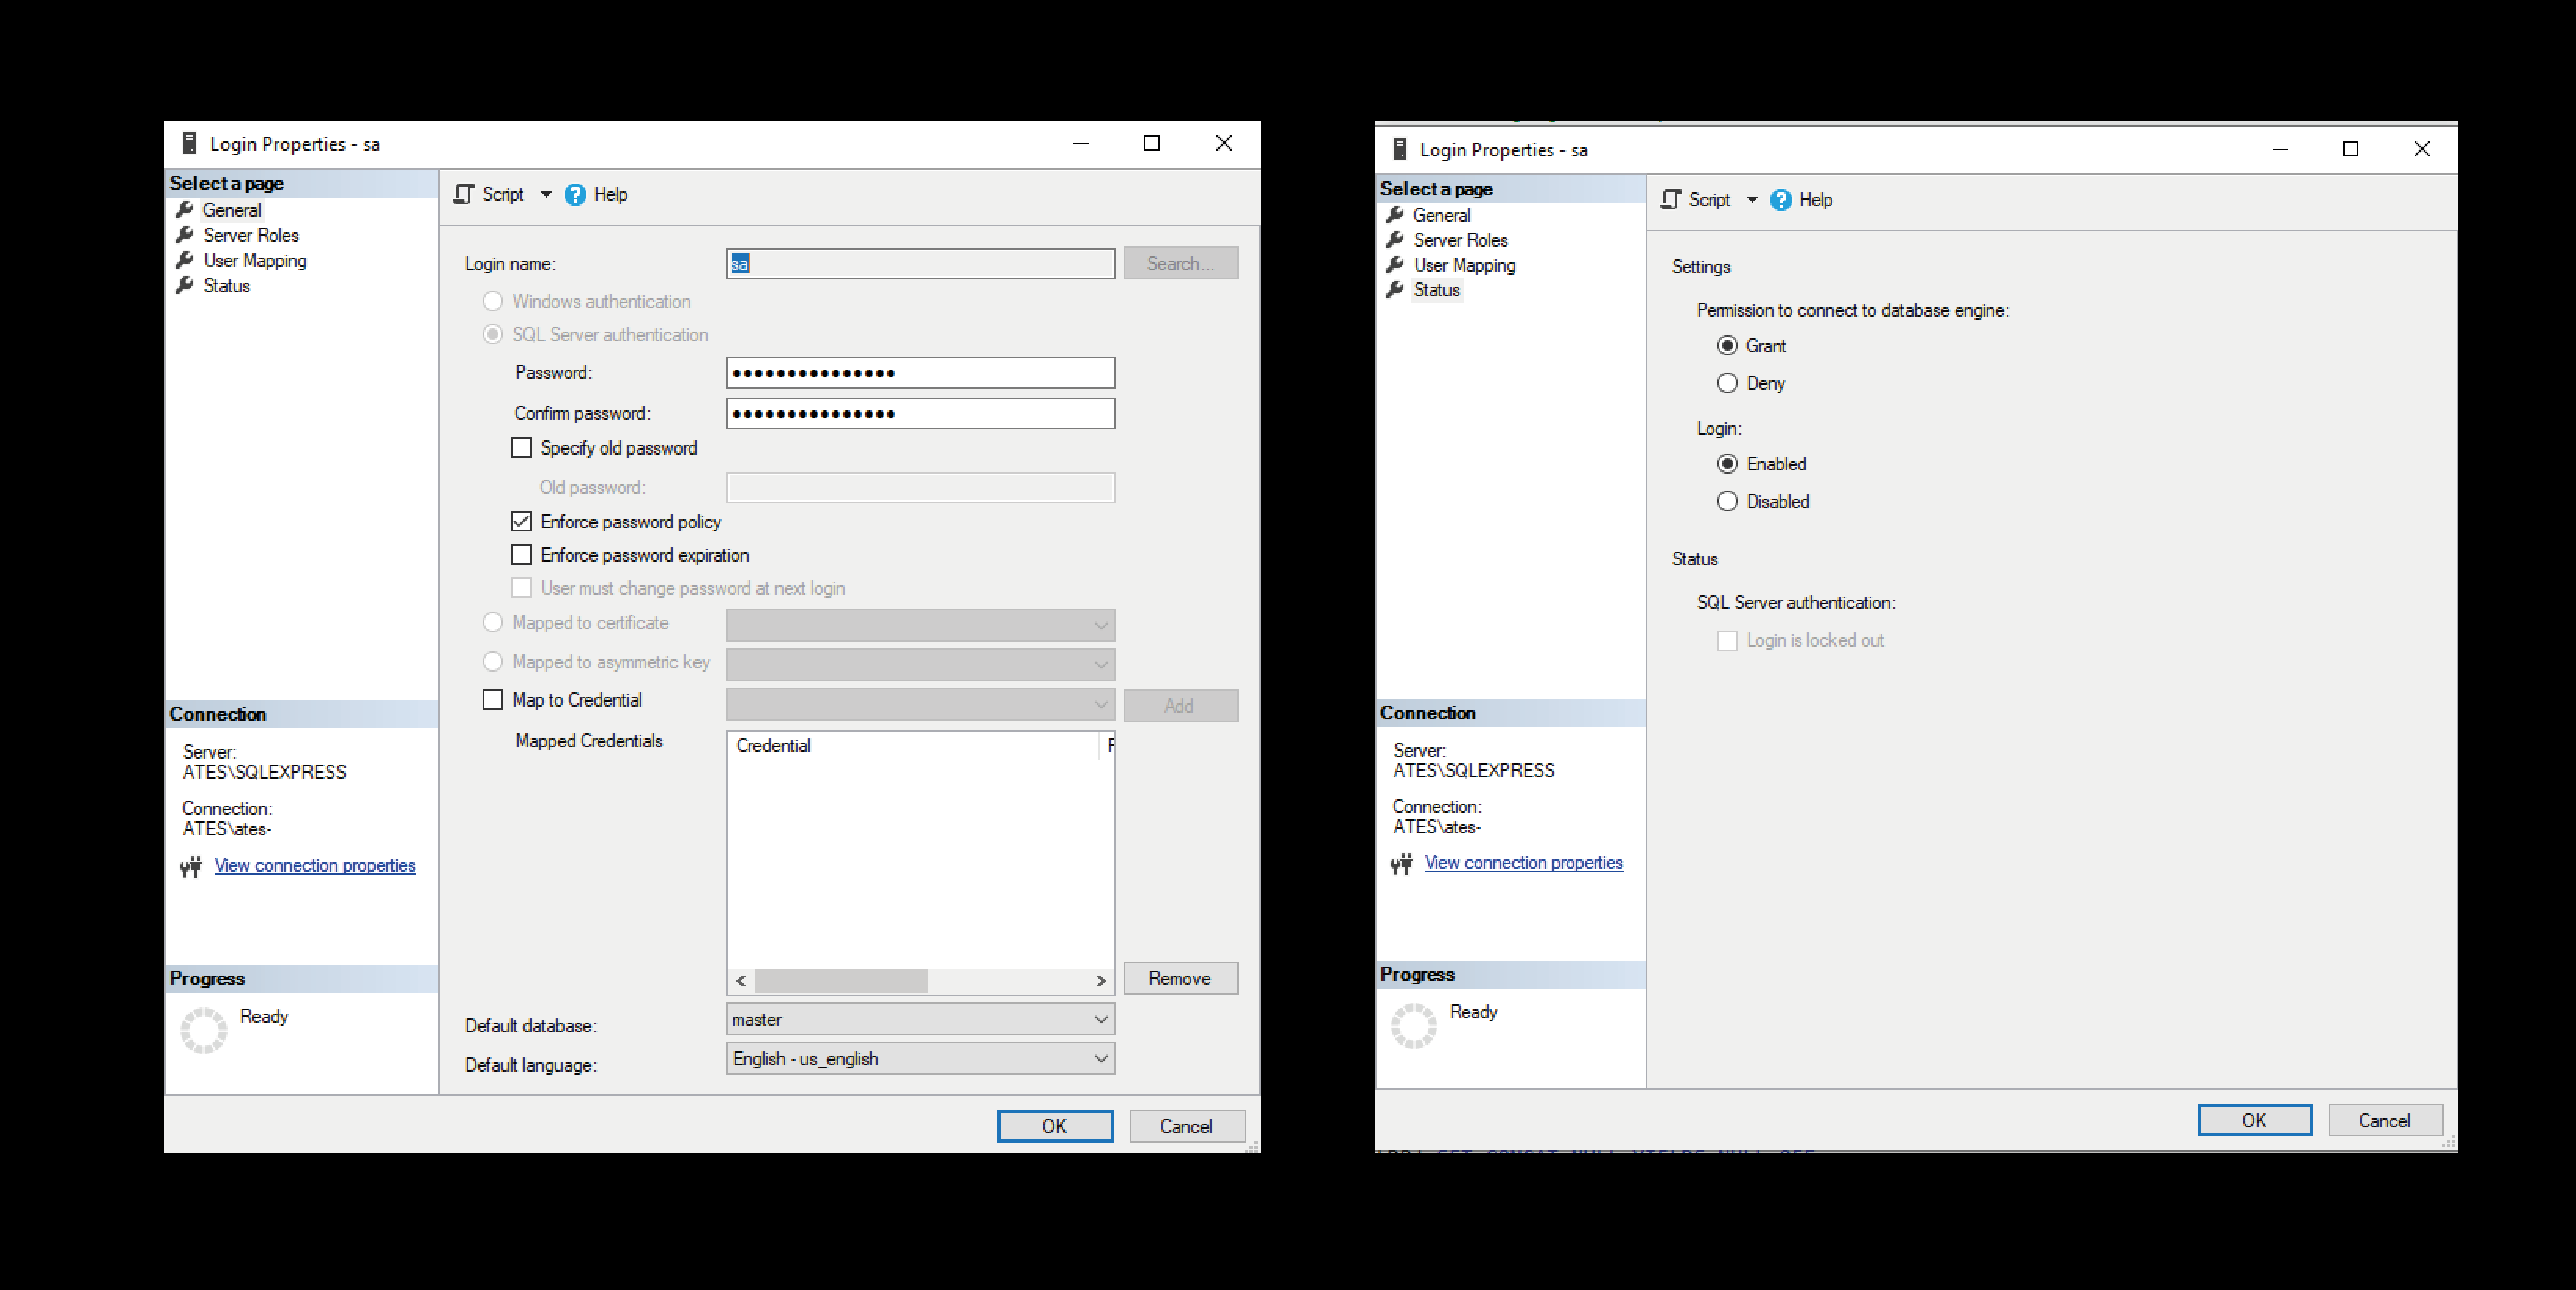 Login Properties - sa
Select a page
General
Server Roles
User Mapping
Status
Connection
Server:
ATES\SQLEXPRESS
Connection:
ATES\ates-
View connection properties
Progress
Ready
Script
Help
Login name:
sa
Search...
Windows authentication
SQL Server authentication
Password:
●●●●●●●●●●●●●●●
Confirm password:
●●●●●●●●●●●●●●●
Specify old password
Old password:
Enforce password policy
Enforce password expiration
User must change password at next login
Mapped to certificate
Mapped to asymmetric key
Map to Credential
Add
Mapped Credentials
Credential
Remove
Default database:
master
Default language:
English - us_english
OK
Cancel
Login Properties - sa
Select a page
General
Server Roles
User Mapping
Status
Connection
Server:
ATES\SQLEXPRESS
Connection:
ATES\ates-
View connection properties
Progress
Ready
Script
Help
Settings
Permission to connect to database engine:
Grant
Deny
Login:
Enabled
Disabled
Status
SQL Server authentication:
Login is locked out
OK
Cancel